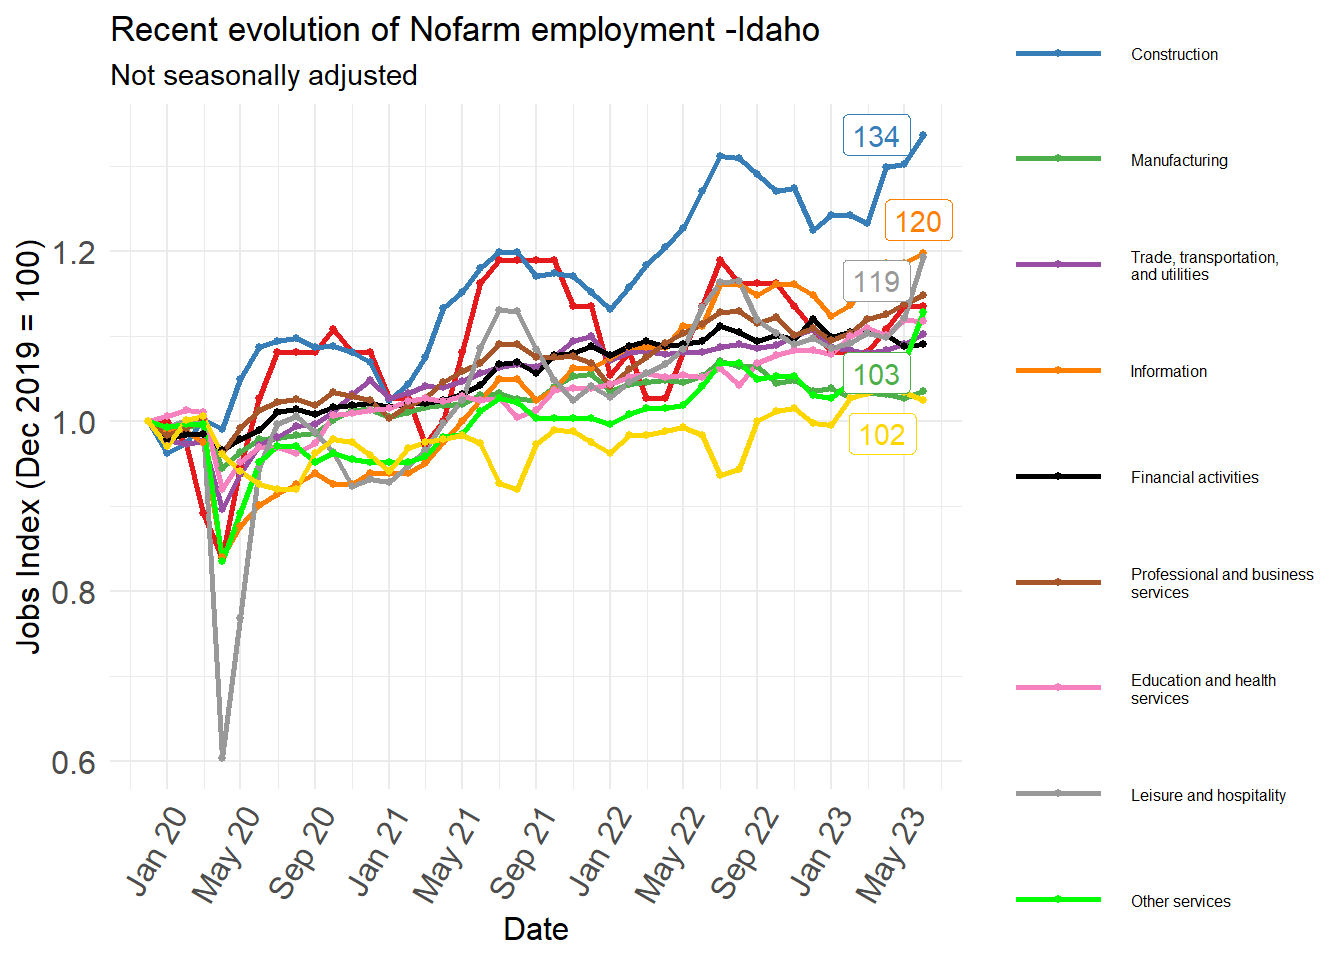 Recent evolution of Nofarm employment -Idaho
Not seasonally adjusted
Jobs Index (Dec 2019 = 100)
1.2
1.0
0.8
0.6
134
120
119
103
102
Jan 20
May 20
Sep 20
Jan 21
May 21
Sep 21
Jan 22
May 22
Sep 22
Jan 23
May 23
Date
Construction
Manufacturing
Trade, transportation,
and utilities
Information
Financial activities
Professional and business
services
Education and health
services
Leisure and hospitality
Other services